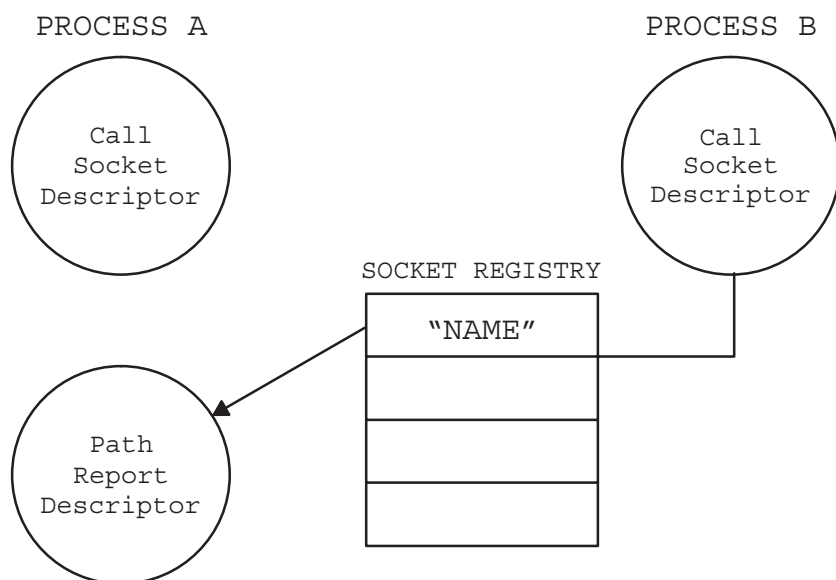 PROCESS A
PROCESS B
Call
Socket
Descriptor
Call
Socket
Descriptor
SOCKET REGISTRY
“NAME”
Path
Report
Descriptor